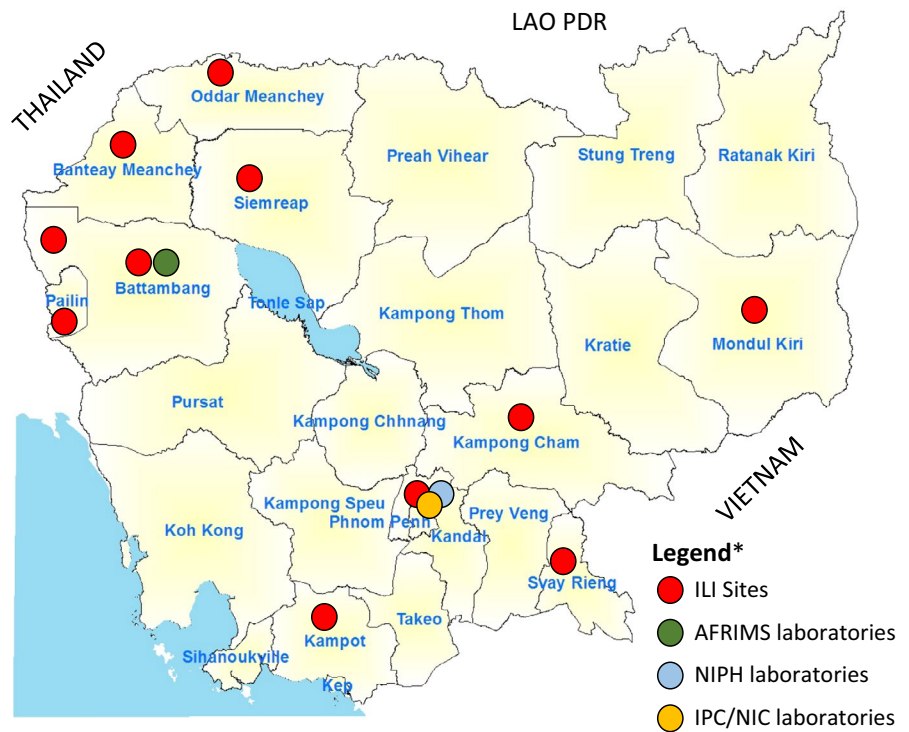 LAO PDR
THAILAND
Oddar Meanchey
Banteay Meanchey
Preah Vihear
Stung Treng
Ratanak Kiri
Siemreap
Battambang
Pailin
Tonle Sap
Kampong Thom
Kratie
Mondul Kiri
Pursat
Kampong Chhnang
Kampong Cham
VIETNAM
Kampong Speu
Phnom Penh
Prey Veng
Kandal
Koh Kong
Svay Rieng
Takeo
Kampot
Sihanoukville
Kep
Legend*
ILI Sites
AFRIMS laboratories
NIPH laboratories
IPC/NIC laboratories